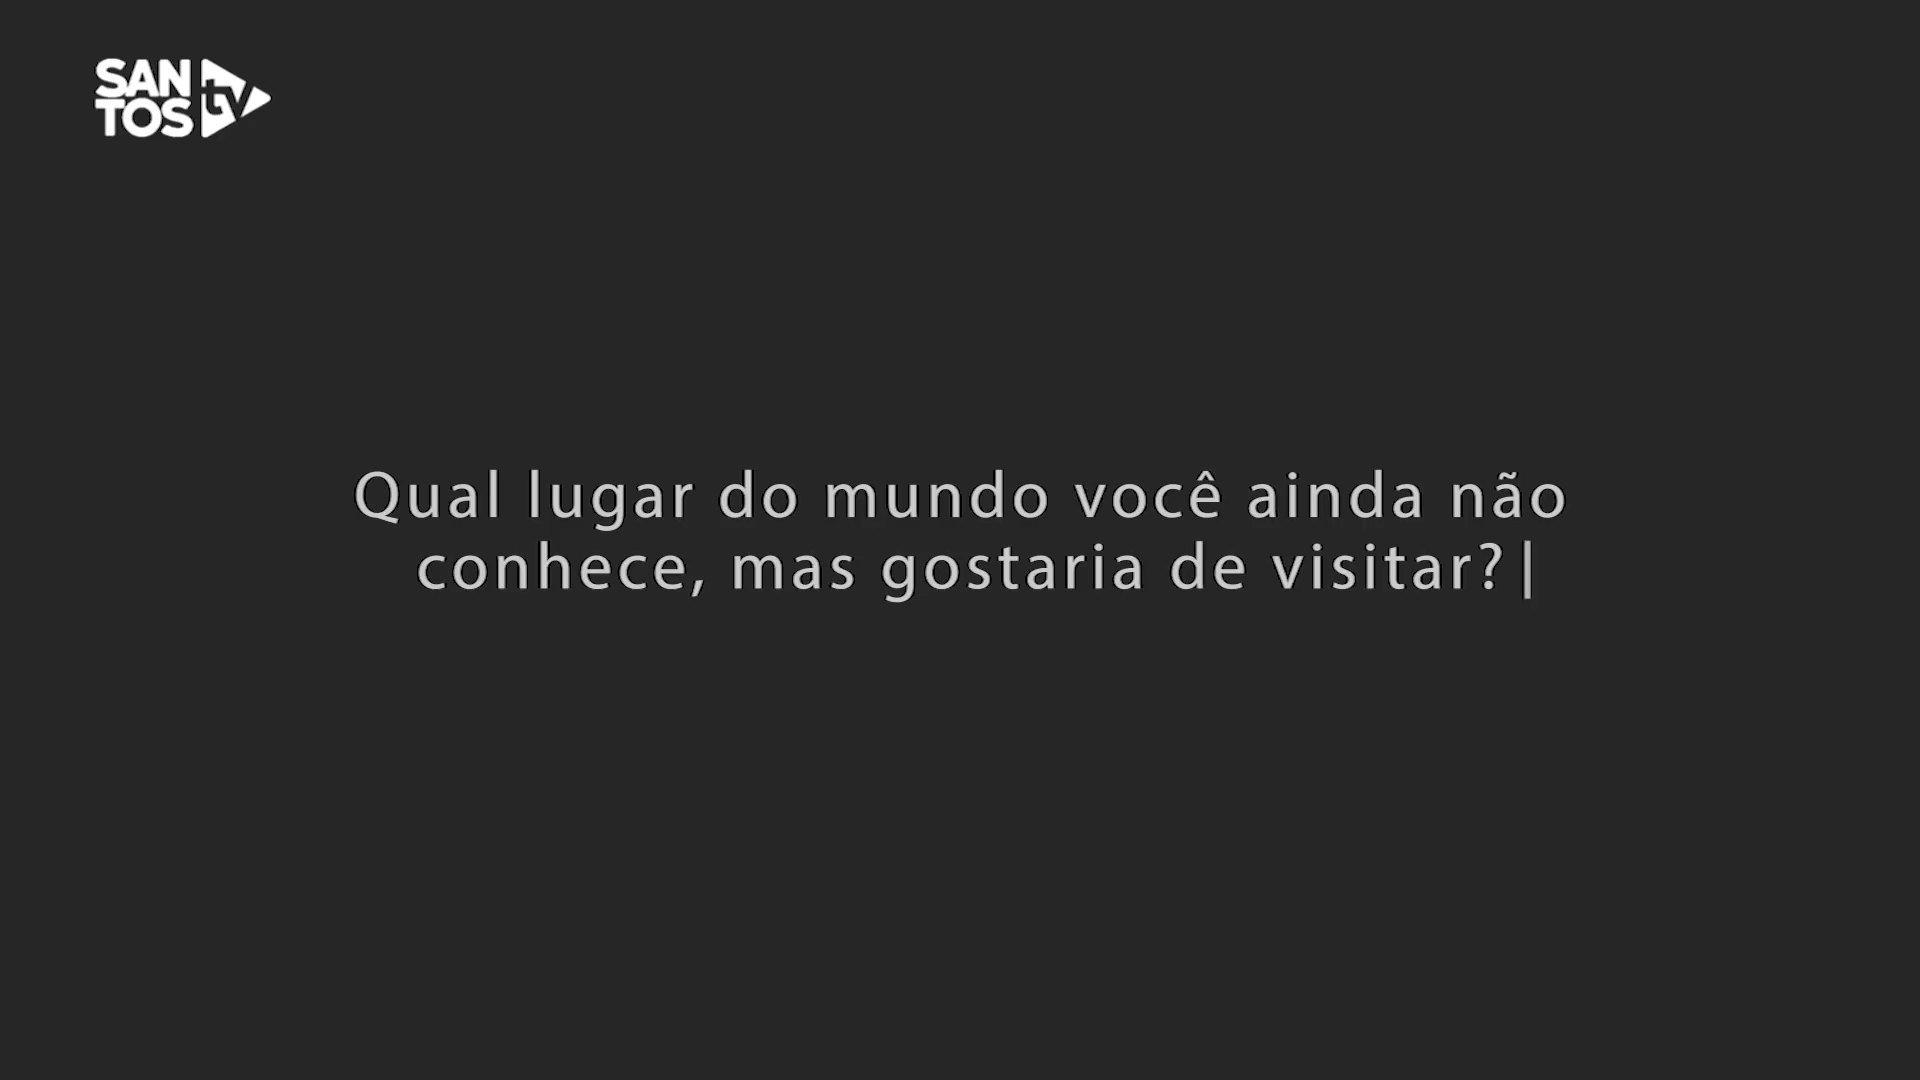 SAN
TOS tv
Qual lugar do mundo você ainda não
conhece, mas gostaria de visitar?|